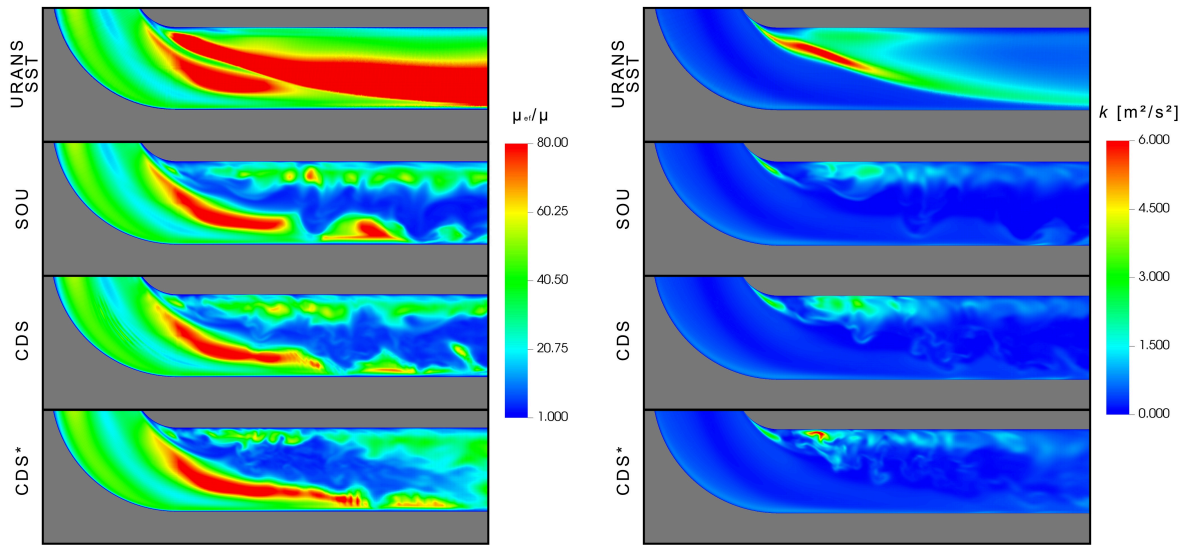 URANS
SST
SOU
CDS
CDS*
μef/μ
80.00
60.25
40.50
20.75
1.000
URANS
SST
SOU
CDS
CDS*
k [m²/s²]
6.000
4.500
3.000
1.500
0.000